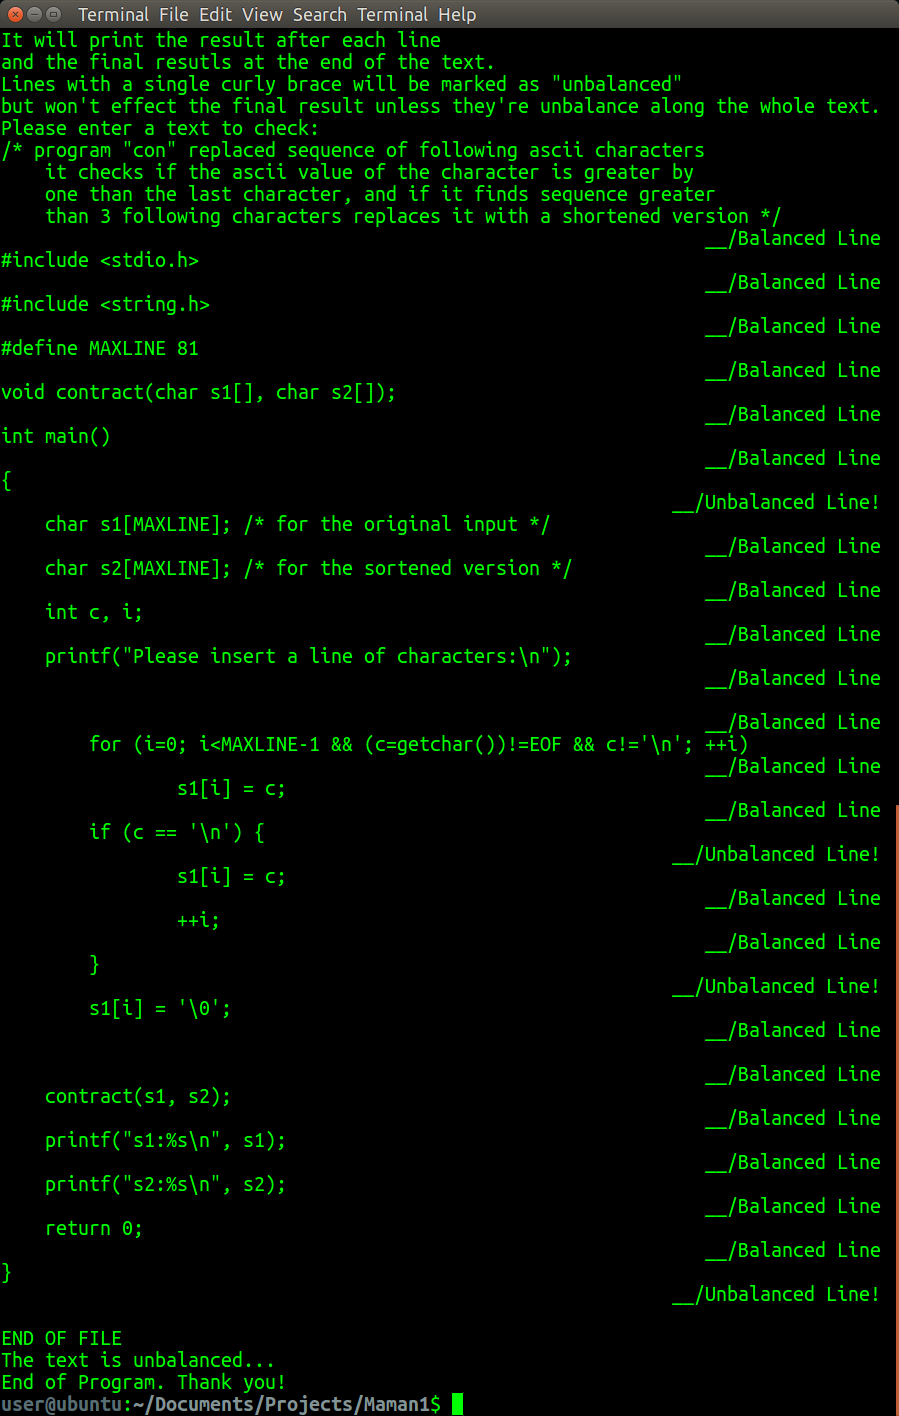 Terminal File Edit View Search Terminal Help
It will print the result after each line
and the final resutls at the end of the text.
Lines with a single curly brace will be marked as "unbalanced"
but won't effect the final result unless they're unbalance along the whole text.
Please enter a text to check:
/* program "con" replaced sequence of following ascii characters
    it checks if the ascii value of the character is greater by
    one than the last character, and if it finds sequence greater
    than 3 following characters replaces it with a shortened version */
__/Balanced Line
#include <stdio.h>
__/Balanced Line
#include <string.h>
__/Balanced Line
#define MAXLINE 81
__/Balanced Line
void contract(char s1[], char s2[]);
__/Balanced Line
int main()
__/Balanced Line
{
__/Unbalanced Line!
    char s1[MAXLINE]; /* for the original input */
__/Balanced Line
    char s2[MAXLINE]; /* for the sortened version */
__/Balanced Line
    int c, i;
__/Balanced Line
    printf("Please insert a line of characters:\n");
__/Balanced Line
__/Balanced Line
        for (i=0; i<MAXLINE-1 && (c=getchar())!=EOF && c!='\n'; ++i)
__/Balanced Line
                s1[i] = c;
__/Balanced Line
        if (c == '\n') {
__/Unbalanced Line!
                s1[i] = c;
__/Balanced Line
                ++i;
__/Balanced Line
        }
__/Unbalanced Line!
        s1[i] = '\0';
__/Balanced Line
__/Balanced Line
    contract(s1, s2);
__/Balanced Line
    printf("s1:%s\n", s1);
__/Balanced Line
    printf("s2:%s\n", s2);
__/Balanced Line
    return 0;
__/Balanced Line
}
__/Unbalanced Line!
END OF FILE
The text is unbalanced...
End of Program. Thank you!
user@ubuntu:~/Documents/Projects/Maman1$